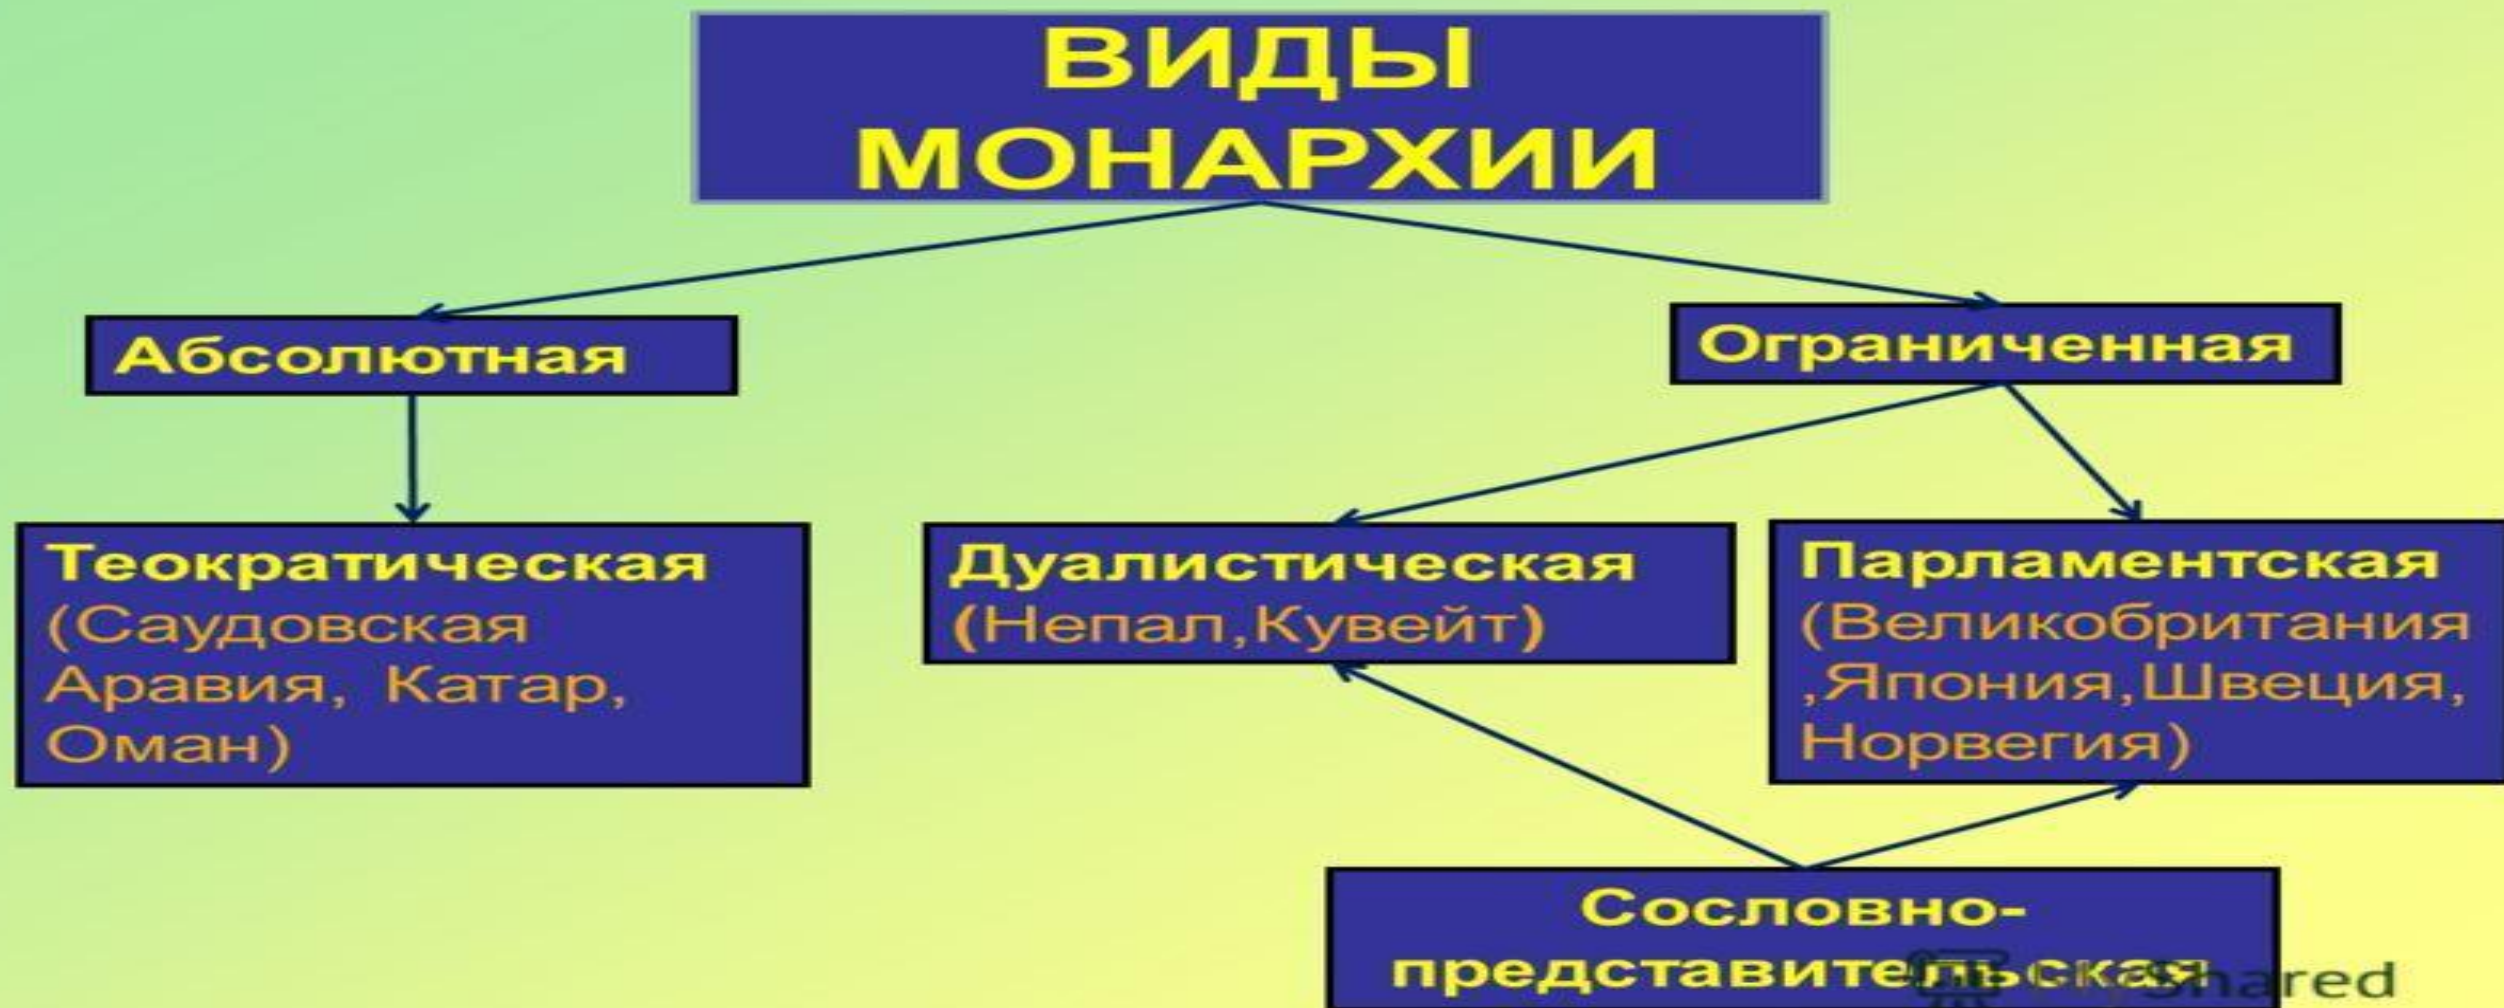 ВИДЫ
МОНАРХИИ
Абсолютная
Ограниченная
Теократическая
(Саудовская
Аравия, Катар,
Оман)
Дуалистическая
(Непал,Кувейт)
Парламентская
(Великобритания
,Япония,Швеция,
Норвегия)
Сословно-
представительская
MyShared